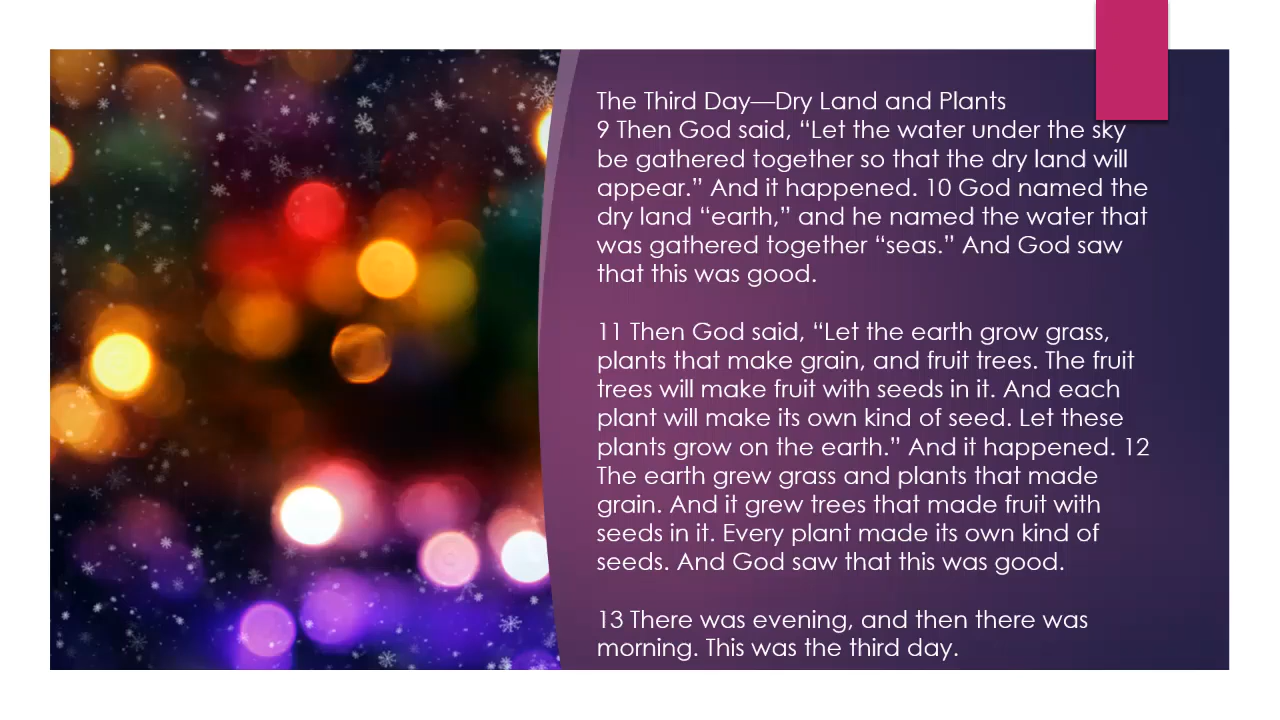 The Third Day—Dry Land and Plants
9 Then God said, “Let the water under the sky
be gathered together so that the dry land will
appear.” And it happened. 10 God named the
dry land “earth,” and he named the water that
was gathered together “seas.” And God saw
that this was good.
11 Then God said, “Let the earth grow grass,
plants that make grain, and fruit trees. The fruit
trees will make fruit with seeds in it. And each
plant will make its own kind of seed. Let these
plants grow on the earth.” And it happened. 12
The earth grew grass and plants that made
grain. And it grew trees that made fruit with
seeds in it. Every plant made its own kind of
seeds. And God saw that this was good.
13 There was evening, and then there was
morning. This was the third day.